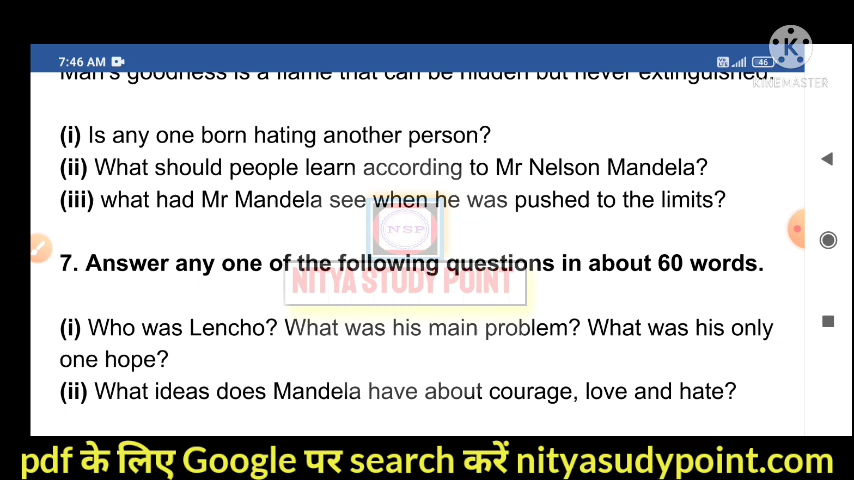 7:46 AM
46
K
KINEMASTER
Man's goodness is a flame that can be hidden but never extinguished.
(i) Is any one born hating another person?
(ii) What should people learn according to Mr Nelson Mandela?
(iii) what had Mr Mandela see when he was pushed to the limits?
NSP
7. Answer any one of the following questions in about 60 words.
NITYA STUDY POINT
(i) Who was Lencho? What was his main problem? What was his only
one hope?
(ii) What ideas does Mandela have about courage, love and hate?
pdf के लिए Google पर search करें nityasudypoint.com